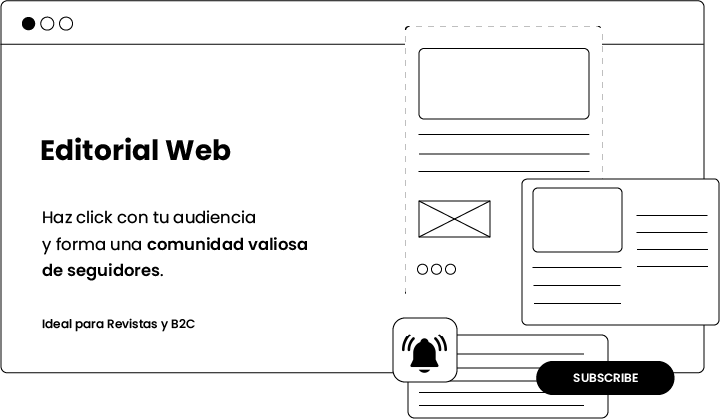 Editorial Web
Haz click con tu audiencia
y forma una comunidad valiosa
de seguidores.
Ideal para Revistas y B2C
SUBSCRIBE